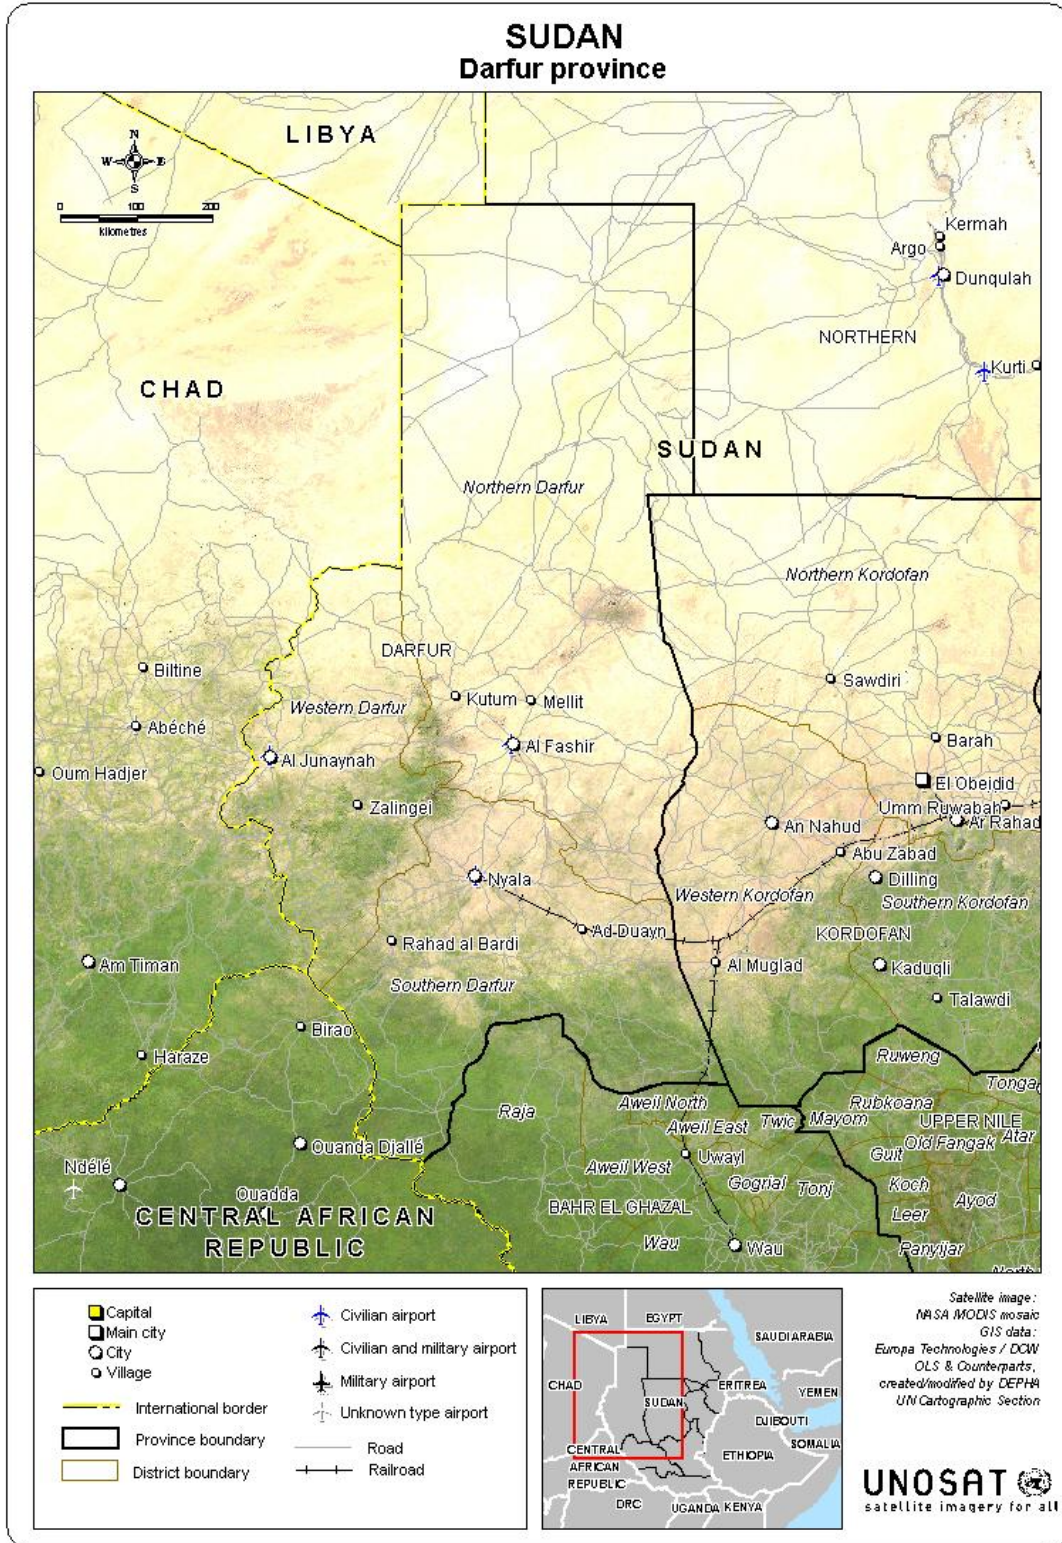 SUDAN
Darfur province
LIBYA
N
W E
S
0 100 200
kilometres
Kermah
Argo
Dunqulah
NORTHERN
Kurti
CHAD
SUDAN
Northern Darfur
Northern Kordofan
DARFUR
Biltine
Sawdiri
Kutum
Mellit
Western Darfur
Abéché
Barah
Al Fashir
Al Junaynah
Oum Hadjer
El Obeidid
Zalingei
Umm Ruwabah
An Nahud
Ar Rahad
Abu Zabad
Nyala
Dilling
Western Kordofan
Southern Kordofan
Ad-Duayn
KORDOFAN
Rahad al Bardi
Am Timan
Al Muglad
Kaduqli
Southern Darfur
Talawdi
Birao
Haraze
Ruweng
Tonga
Raja
Aweil North
Rubkoana
Aweil East
Twic
Mayom
UPPER NILE
Atar
Ouanda Djallé
Old Fangak
Uwayl
Guit
Ndélé
Aweil West
Gogrial
Tonj
Koch
Ayod
Ouadda
BAHR EL GHAZAL
Leer
CENTRAL AFRICAN
REPUBLIC
Wau
Wau
Panyijar
Capital
Main city
City
Village
International border
Province boundary
District boundary
Civilian airport
Civilian and military airport
Military airport
Unknown type airport
Road
Railroad
LIBYA
EGYPT
SAUDI ARABIA
CHAD
ERITREA
YEMEN
SUDAN
DJIBOUTI
SOMALIA
CENTRAL
AFRICAN
REPUBLIC
ETHIOPIA
DRC
UGANDA
KENYA
Satellite image:
NASA MODIS mosaic
GIS data:
Europa Technologies / DCW
OLS & Counterparts,
created/modified by DEPHA
UN Cartographic Section
UNOSAT
satellite imagery for all